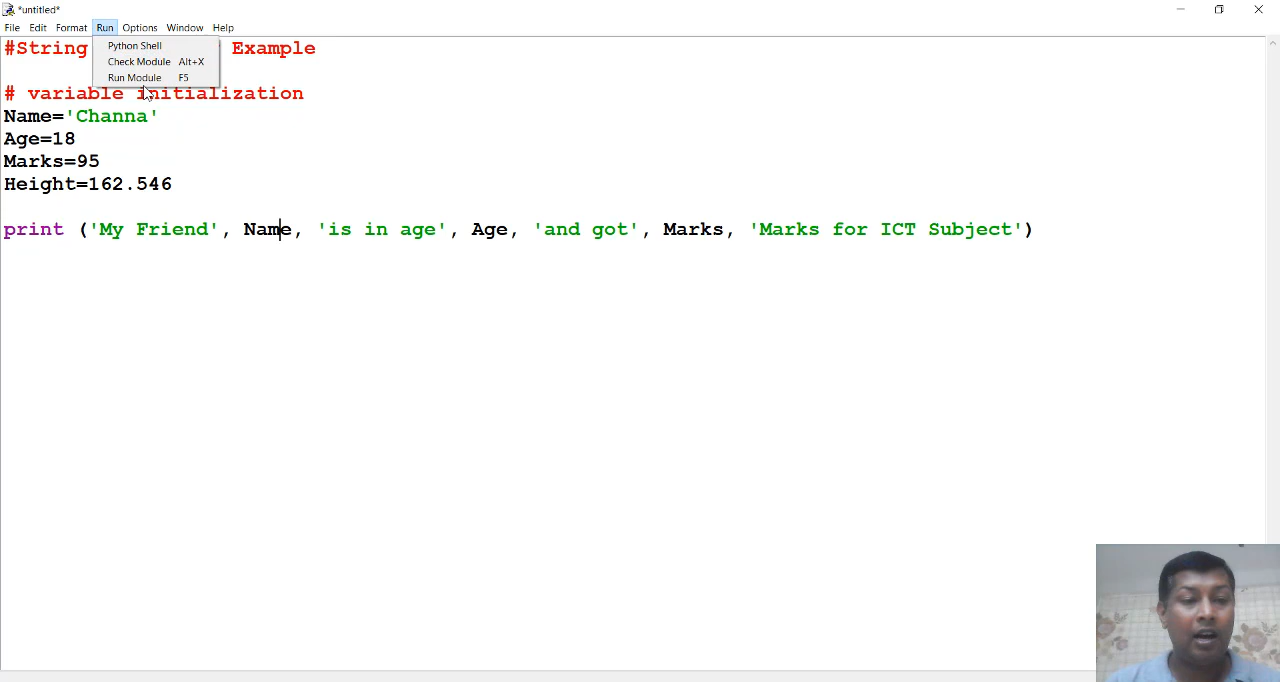 *untitled*
File Edit Format Run Options Window Help
#String Example
Python Shell
Check Module Alt+X
Run Module F5
# variable initialization
Name='Channa'
Age=18
Marks=95
Height=162.546
print ('My Friend', Name, 'is in age', Age, 'and got', Marks, 'Marks for ICT Subject')